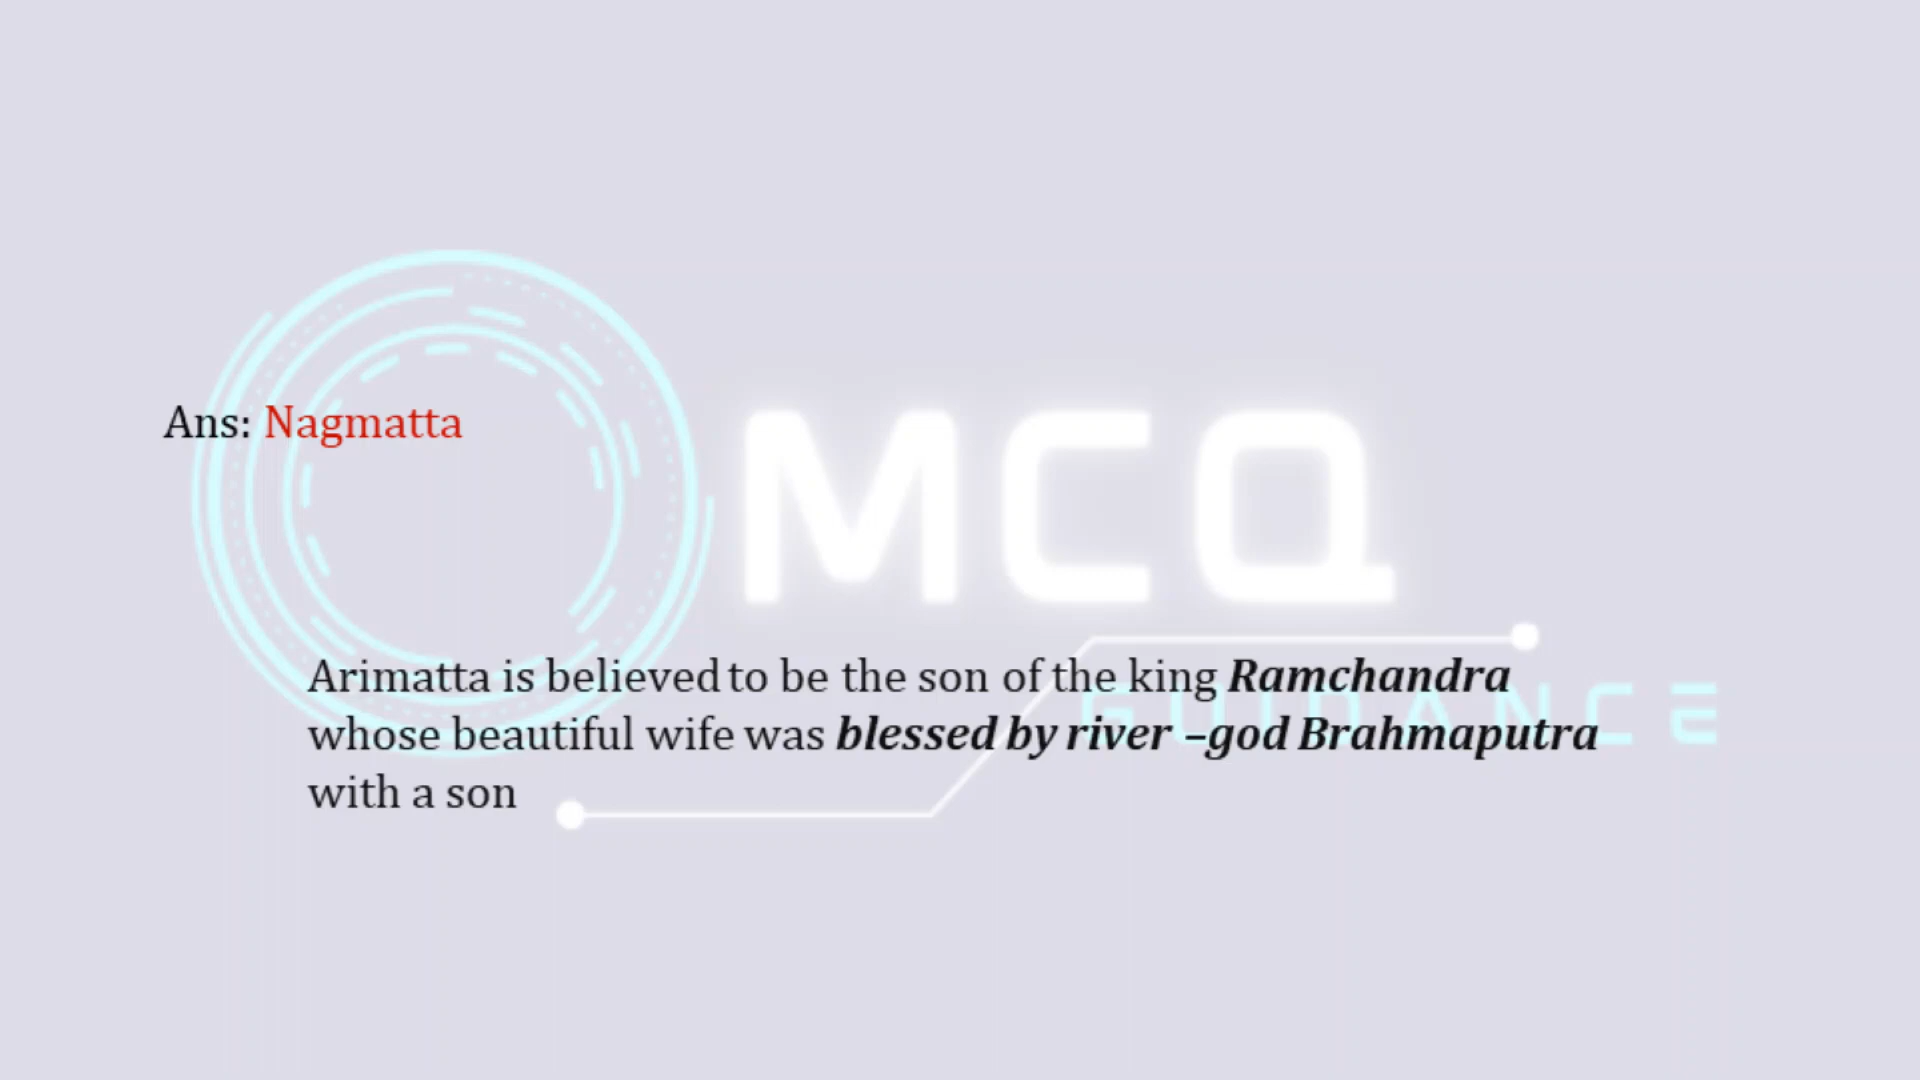 Ans: Nagmatta
MCQ
GUIDANCE
Arimatta is believed to be the son of the king Ramchandra
whose beautiful wife was blessed by river –god Brahmaputra
with a son